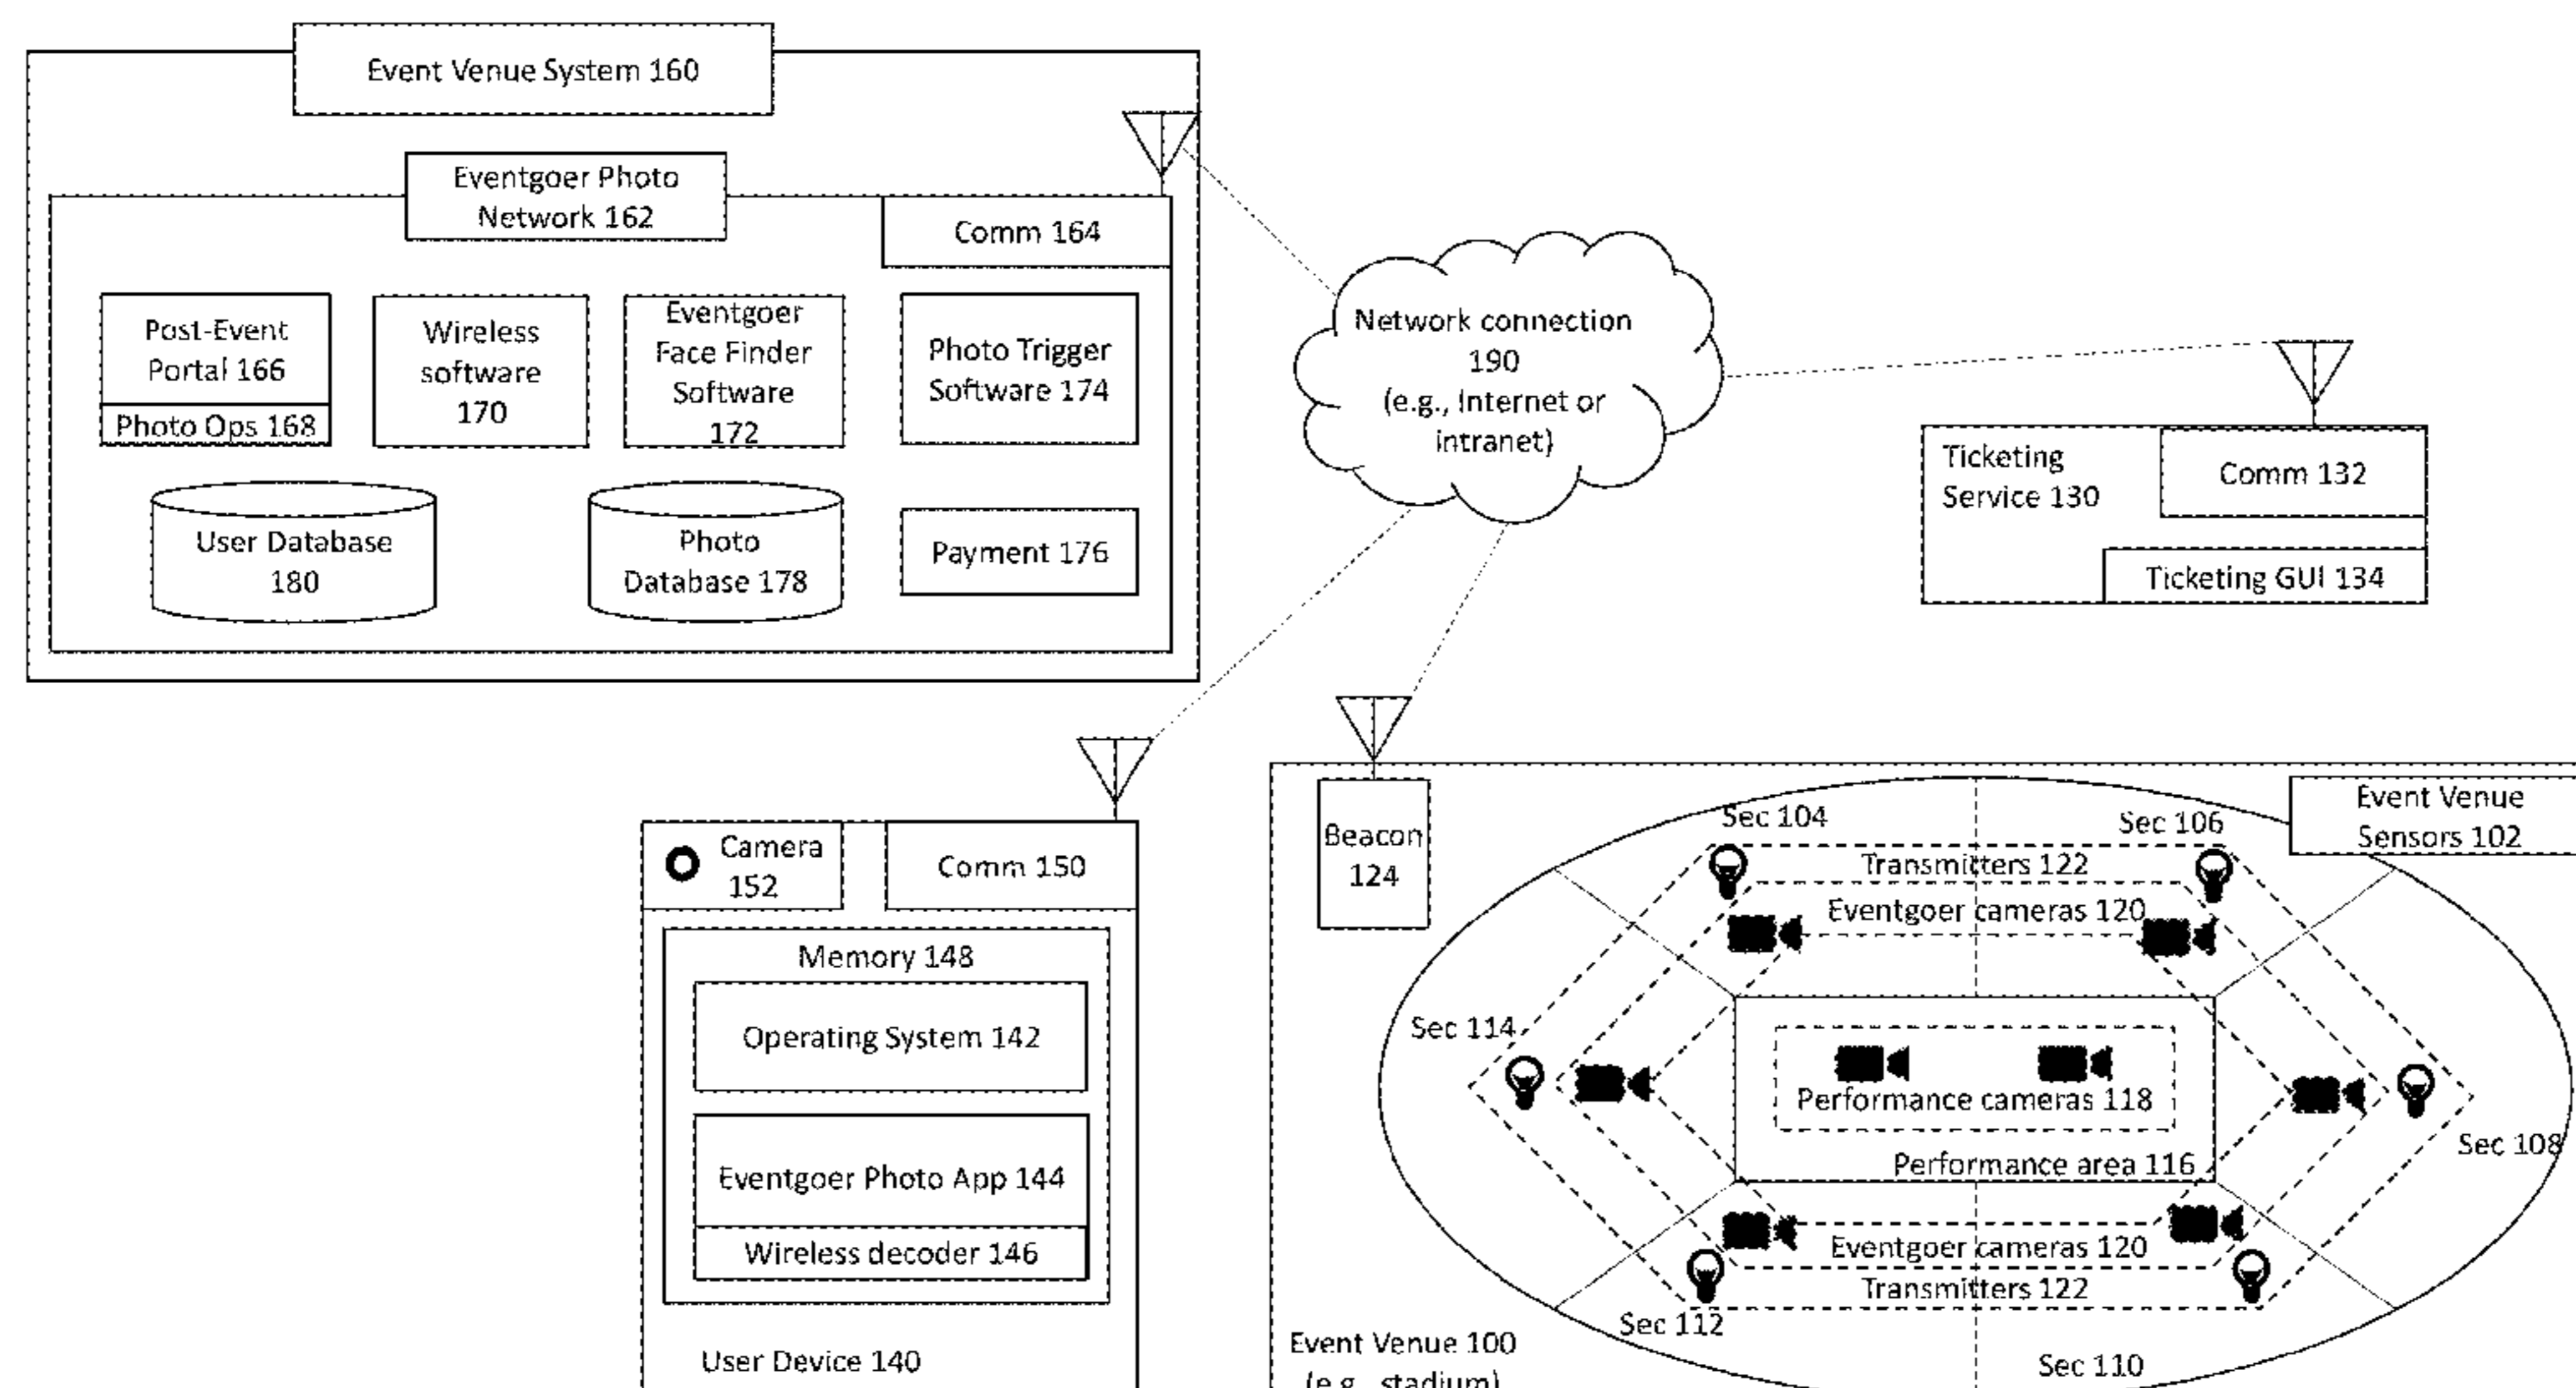 Event Venue System 160
Eventgoer Photo
Network 162
Comm 164
Post-Event
Portal 166
Photo Ops 168
Wireless
software
170
Eventgoer
Face Finder
Software
172
Photo Trigger
Software 174
User Database
180
Photo
Database 178
Payment 176
Network connection
190
(e.g., Internet or
intranet)
Ticketing
Service 130
Comm 132
Ticketing GUI 134
Camera
152
Comm 150
Memory 148
Operating System 142
Eventgoer Photo App 144
Wireless decoder 146
User Device 140
Beacon
124
Event Venue
Sensors 102
Sec 104
Sec 106
Transmitters 122
Eventgoer cameras 120
Sec 114
Performance cameras 118
Performance area 116
Sec 108
Eventgoer cameras 120
Transmitters 122
Sec 112
Sec 110
Event Venue 100
(e.g., stadium)